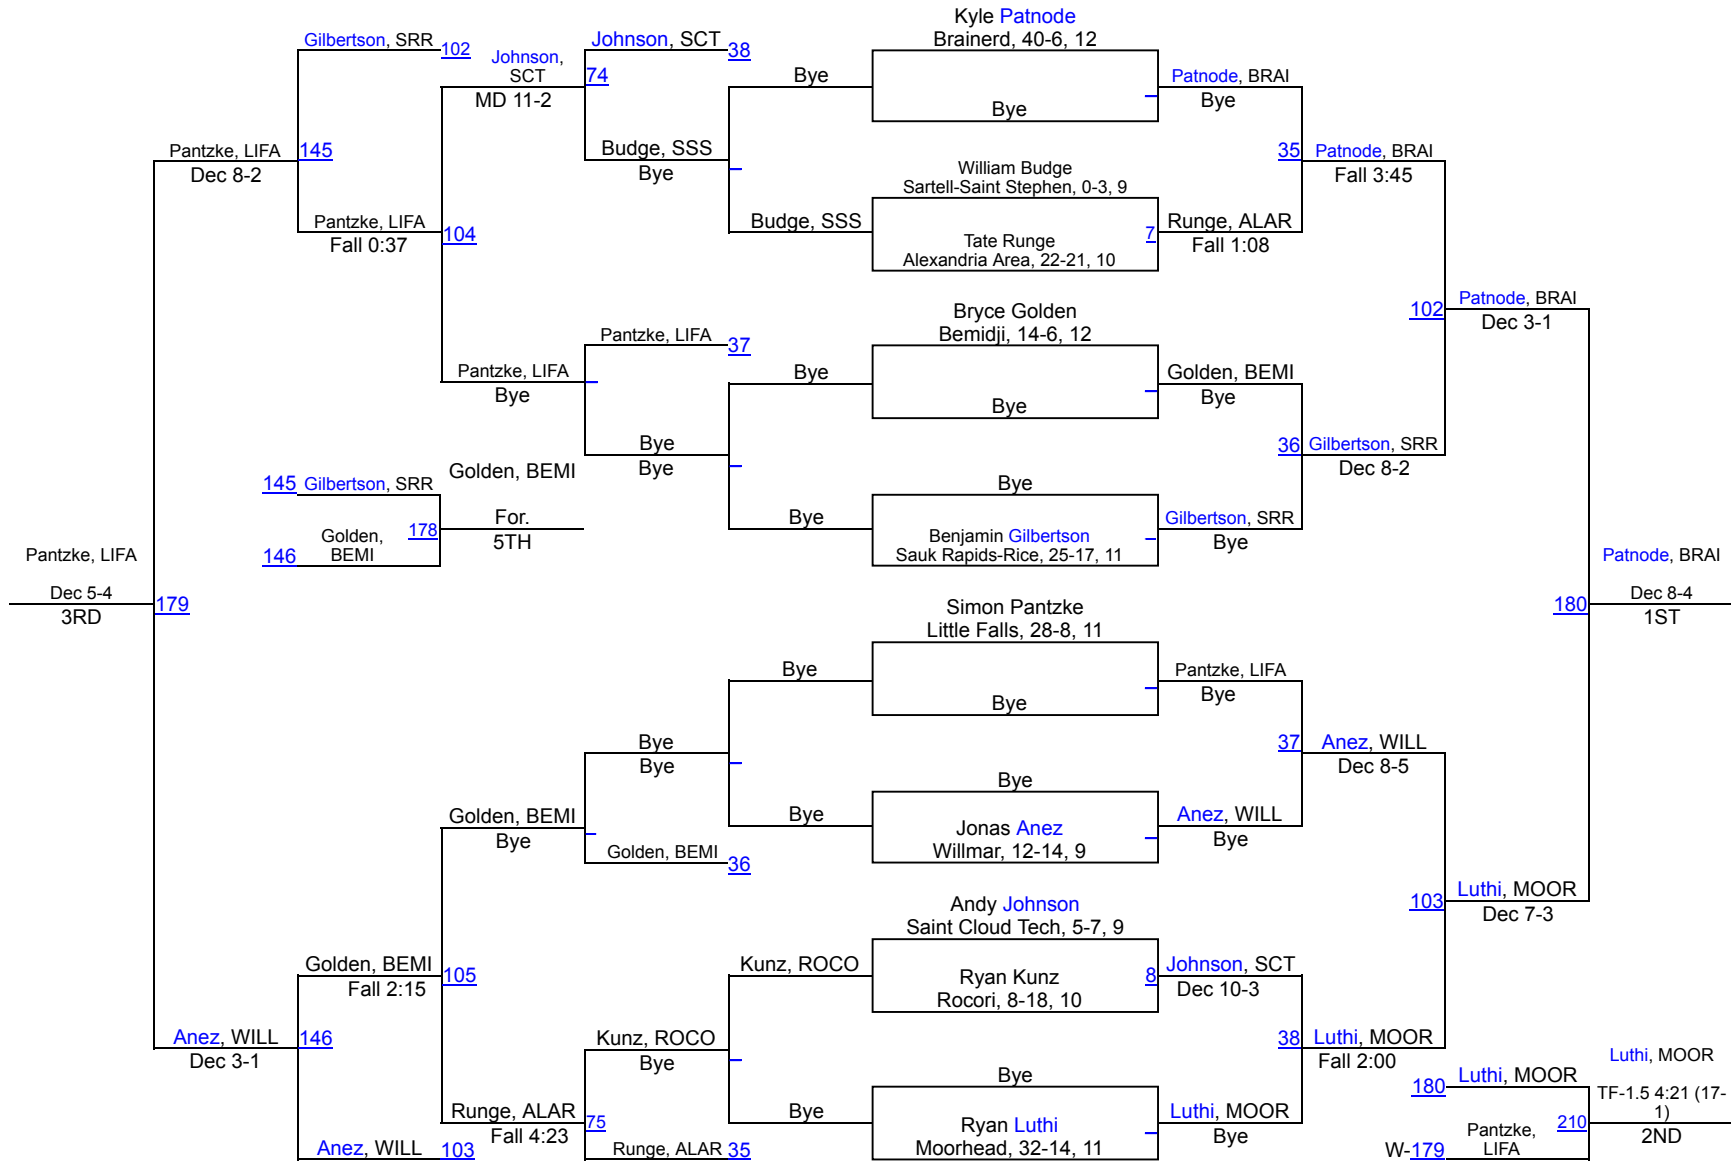 Kyle Patnode
Brainerd, 40-6, 12
Gilbertson, SRR
102
Johnson,
SCT
MD 11-2
Johnson, SCT
38
74
Bye
Bye
Patnode, BRAI
Bye
Pantzke, LIFA
Dec 8-2
145
Budge, SSS
Bye
35
Patnode, BRAI
Fall 3:45
William Budge
Sartell-Saint Stephen, 0-3, 9
Pantzke, LIFA
Fall 0:37
104
Budge, SSS
Tate Runge
Alexandria Area, 22-21, 10
7
Runge, ALAR
Fall 1:08
102
Patnode, BRAI
Dec 3-1
Bryce Golden
Bemidji, 14-6, 12
Pantzke, LIFA
37
Pantzke, LIFA
Bye
Bye
Bye
Golden, BEMI
Bye
Bye
Bye
36
Gilbertson, SRR
Dec 8-2
Golden, BEMI
145
Gilbertson, SRR
For.
5TH
178
Golden,
BEMI
146
Bye
Bye
Benjamin Gilbertson
Sauk Rapids-Rice, 25-17, 11
Gilbertson, SRR
Bye
Pantzke, LIFA
Dec 5-4
3RD
179
Patnode, BRAI
180
Dec 8-4
1ST
Simon Pantzke
Little Falls, 28-8, 11
Bye
Bye
Pantzke, LIFA
Bye
Bye
Bye
37
Anez, WILL
Dec 8-5
Golden, BEMI
Bye
Golden, BEMI
36
Bye
Bye
Jonas Anez
Willmar, 12-14, 9
Anez, WILL
Bye
103
Luthi, MOOR
Dec 7-3
Andy Johnson
Saint Cloud Tech, 5-7, 9
Golden, BEMI
Fall 2:15
105
Kunz, ROCO
Ryan Kunz
Rocori, 8-18, 10
8
Johnson, SCT
Dec 10-3
Anez, WILL
Dec 3-1
146
Kunz, ROCO
Bye
38
Luthi, MOOR
Fall 2:00
Runge, ALAR
Fall 4:23
75
Bye
Bye
Ryan Luthi
Moorhead, 32-14, 11
Luthi, MOOR
Bye
Anez, WILL
103
Runge, ALAR
35
Luthi, MOOR
180
Luthi, MOOR
TF-1.5 4:21 (17-
1)
2ND
210
Pantzke,
LIFA
W-179